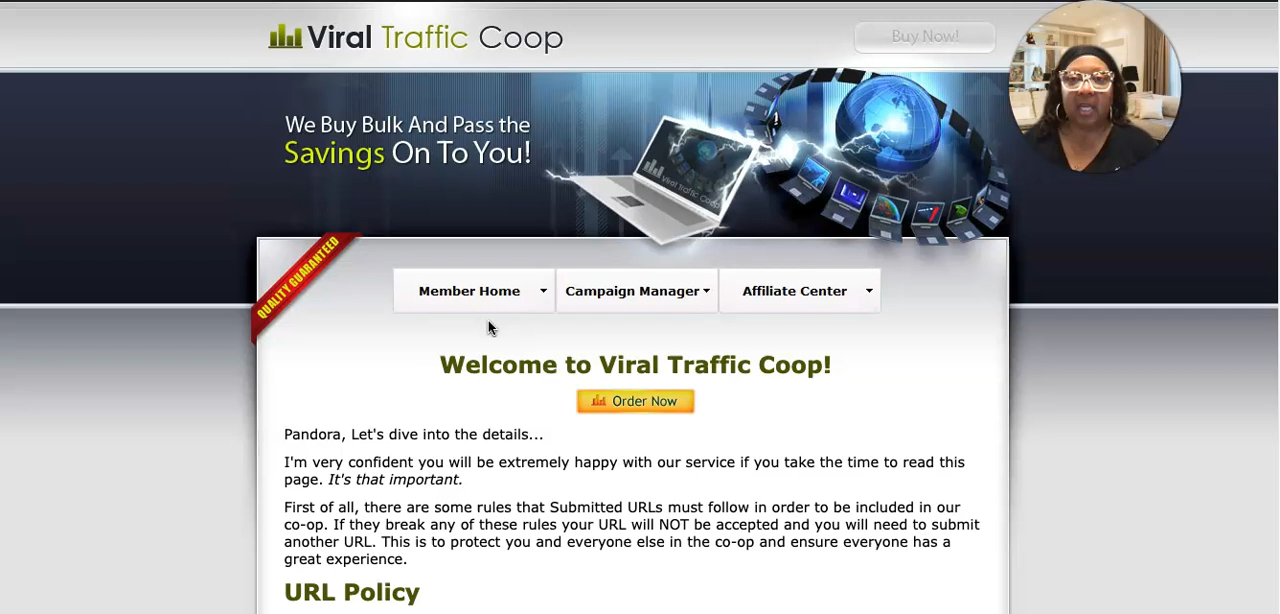 Viral Traffic Coop
Buy Now!
We Buy Bulk And Pass the
Savings On To You!
Viral Traffic Coop
QUALITY GUARANTEED
Member Home
Campaign Manager
Affiliate Center
Welcome to Viral Traffic Coop!
Order Now
Pandora, Let's dive into the details...
I'm very confident you will be extremely happy with our service if you take the time to read this
page. It's that important.
First of all, there are some rules that Submitted URLs must follow in order to be included in our
co-op. If they break any of these rules your URL will NOT be accepted and you will need to submit
another URL. This is to protect you and everyone else in the co-op and ensure everyone has a
great experience.
URL Policy